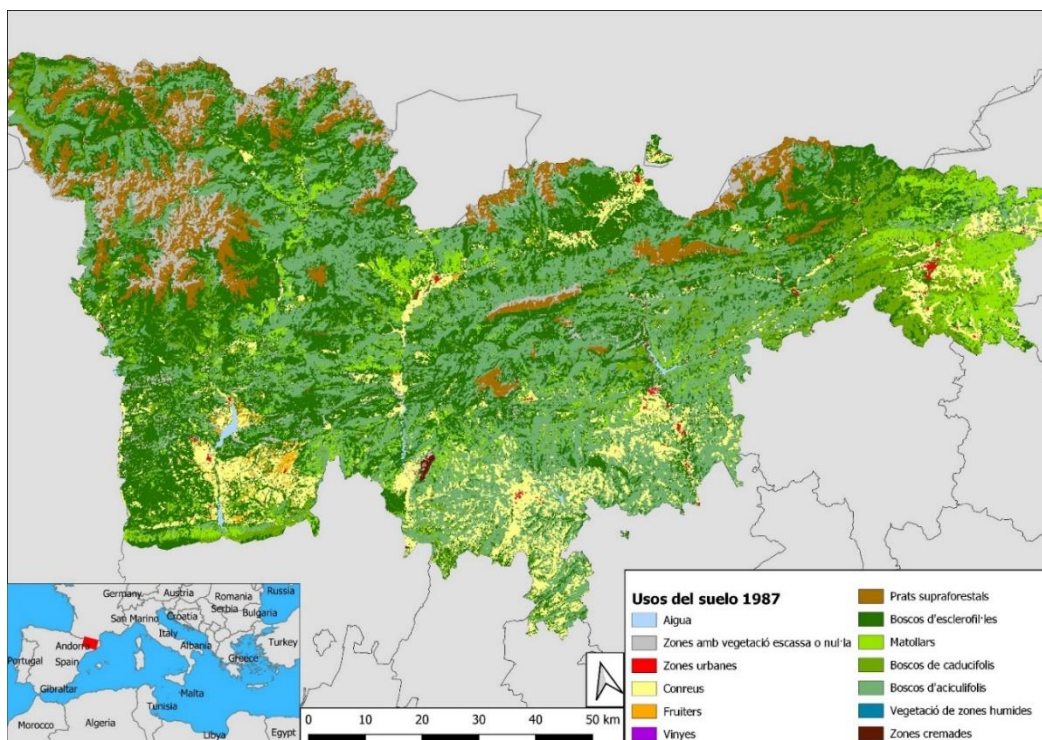 Germany
Austria
Romania
Russia
San Marino
Croatia
Serbia
Bulgaria
Italy
Andorra
Turkey
Portugal
Spain
Albania
Greece
Gibraltar
Malta
Tunisia
Morocco
Algeria
Libya
Egypt
0 10 20 30 40 50 km
Usos del suelo 1987
Aigua
Zones amb vegetació escassa o nul·la
Zones urbanes
Conreus
Fruiters
Vinyes
Prats supraforestals
Boscos d'esclerofil·les
Matollars
Boscos de caducifolis
Boscos d'aciculifolis
Vegetació de zones humides
Zones cremades